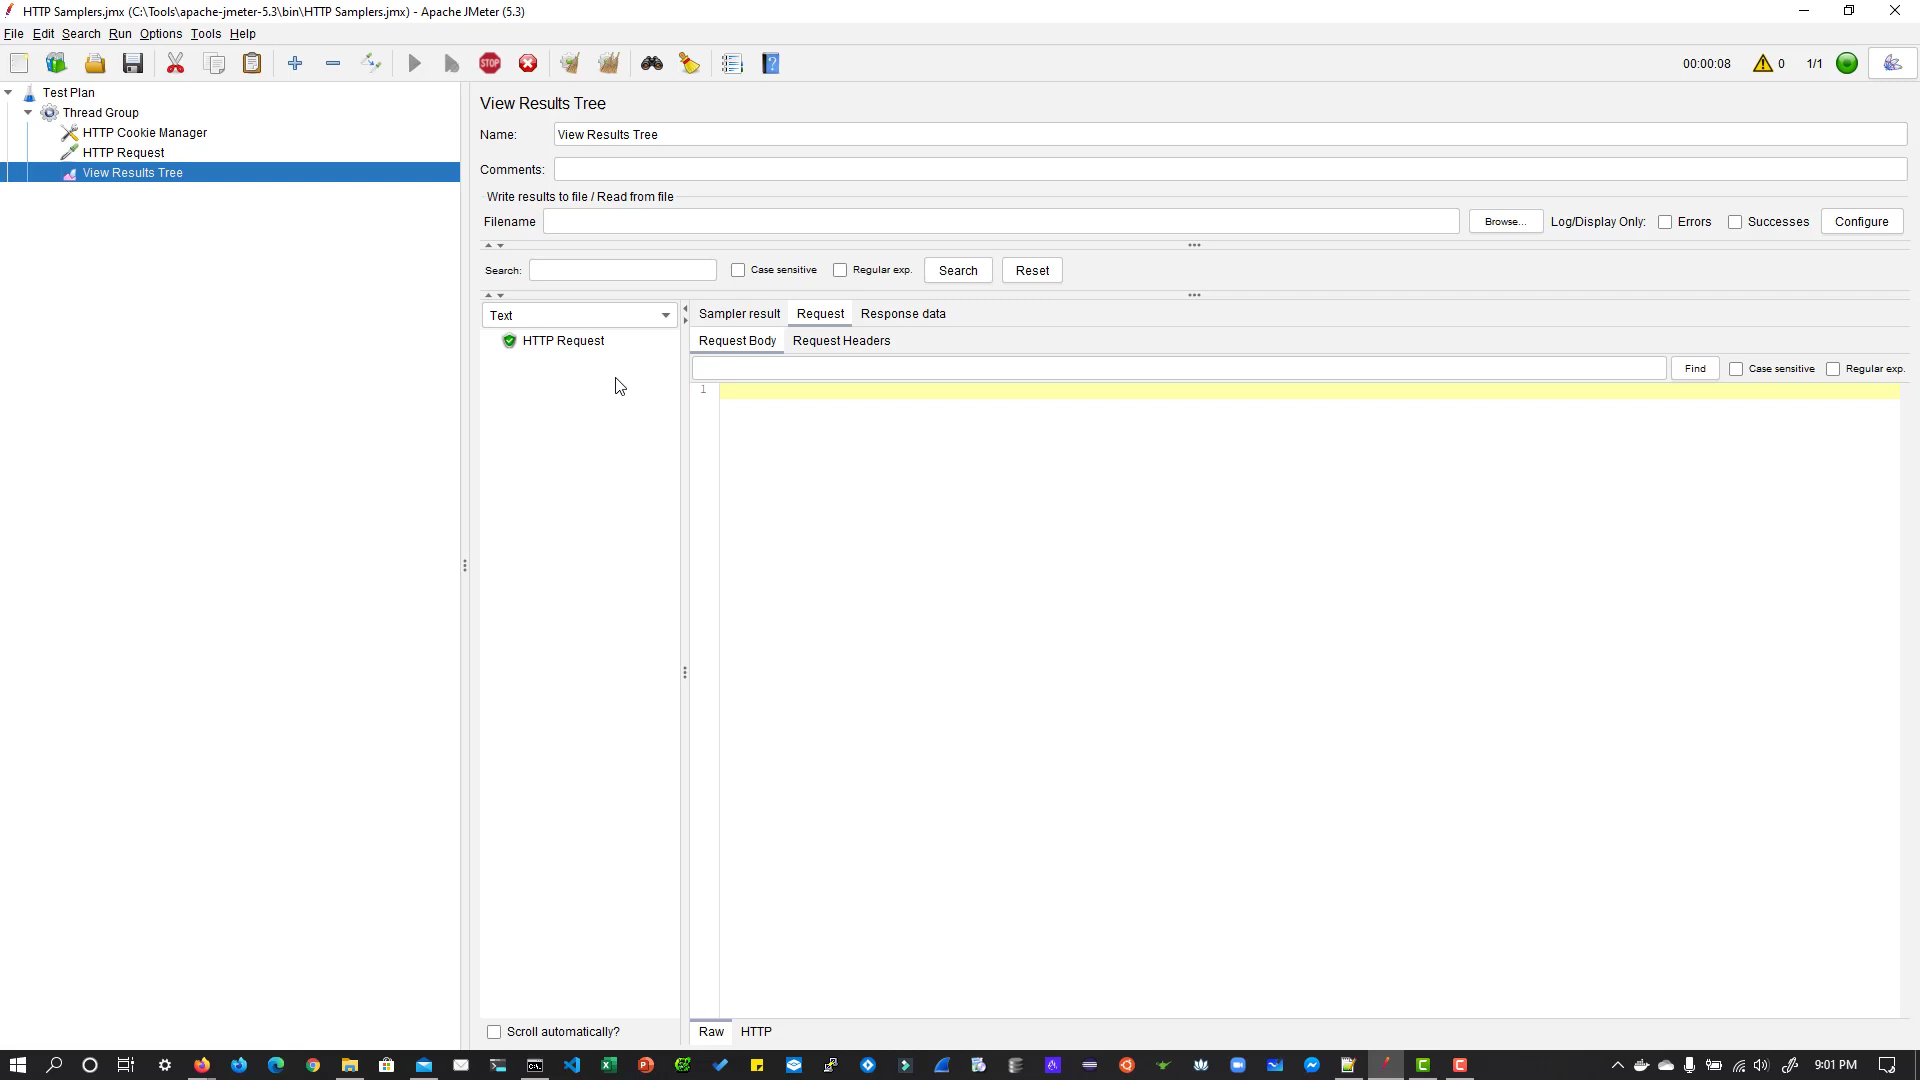 HTTP Samplers.jmx (C:\Tools\apache-jmeter-5.3\bin\HTTP Samplers.jmx) - Apache JMeter (5.3)
File Edit Search Run Options Tools Help
STOP
00:00:08 0 1/1
Test Plan
Thread Group
HTTP Cookie Manager
HTTP Request
View Results Tree
View Results Tree
Name: View Results Tree
Comments:
Write results to file / Read from file
Filename Browse... Log/Display Only: Errors Successes Configure
Search: Case sensitive Regular exp. Search Reset
Text
HTTP Request
Sampler result Request Response data
Request Body Request Headers
Find Case sensitive Regular exp.
1
Scroll automatically?
Raw HTTP
9:01 PM